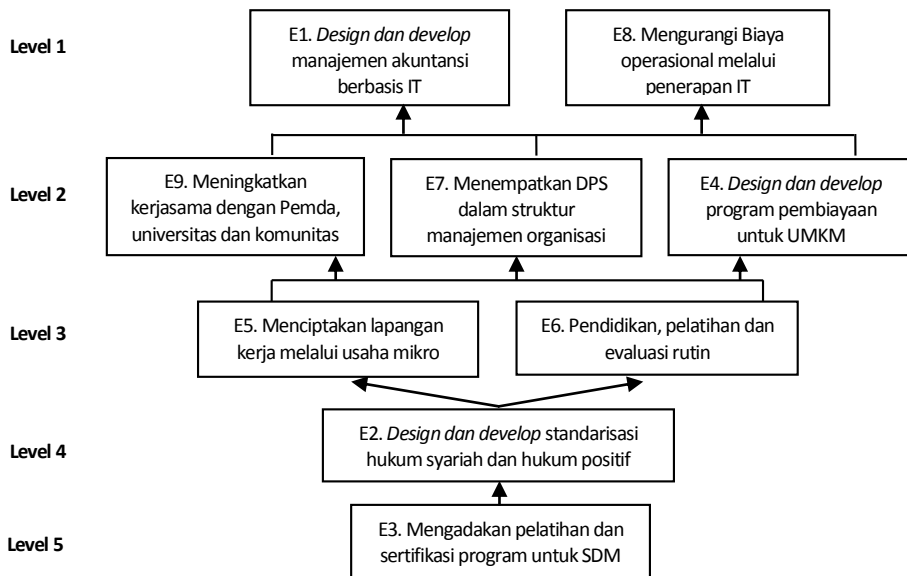 Level 1
E1. Design dan develop
manajemen akuntansi
berbasis IT
E8. Mengurangi Biaya
operasional melalui
penerapan IT
Level 2
E9. Meningkatkan
kerjasama dengan Pemda,
universitas dan komunitas
E7. Menempatkan DPS
dalam struktur
manajemen organisasi
E4. Design dan develop
program pembiayaan
untuk UMKM
Level 3
E5. Menciptakan lapangan
kerja melalui usaha mikro
E6. Pendidikan, pelatihan dan
evaluasi rutin
Level 4
E2. Design dan develop standarisasi
hukum syariah dan hukum positif
Level 5
E3. Mengadakan pelatihan dan
sertifikasi program untuk SDM